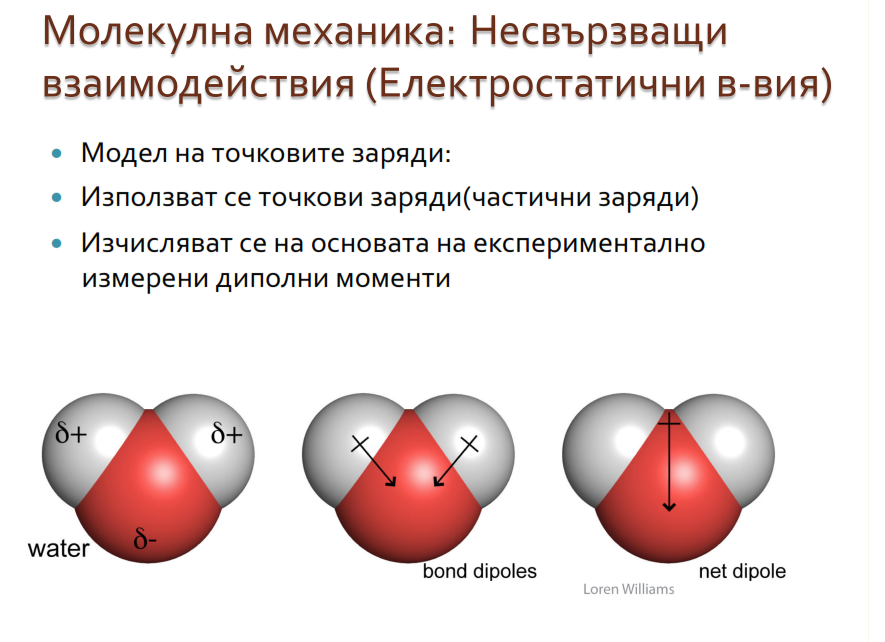 Молекулна механика: Несвързващи
взаимодействия (Електростатични в-вия)
• Модел на точковите заряди:
• Използват се точкови заряди(частични заряди)
• Изчисляват се на основата на експериментално
измерени диполни моменти
δ+ δ+
δ-
water
bond dipoles
net dipole
Loren Williams